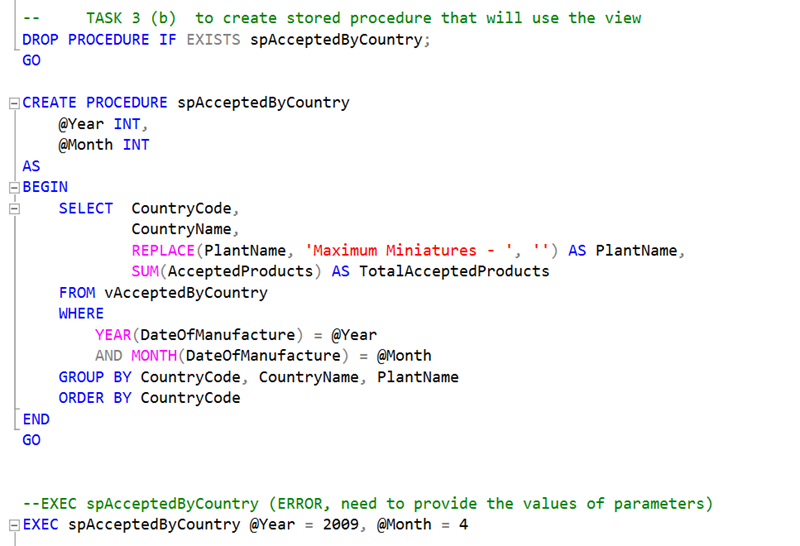 --     TASK 3 (b)  to create stored procedure that will use the view
DROP PROCEDURE IF EXISTS spAcceptedByCountry;
GO
CREATE PROCEDURE spAcceptedByCountry
    @Year INT,
    @Month INT
AS
BEGIN
    SELECT  CountryCode,
            CountryName,
            REPLACE(PlantName, 'Maximum Miniatures - ', '') AS PlantName,
            SUM(AcceptedProducts) AS TotalAcceptedProducts
    FROM vAcceptedByCountry
    WHERE
        YEAR(DateOfManufacture) = @Year
        AND MONTH(DateOfManufacture) = @Month
    GROUP BY CountryCode, CountryName, PlantName
    ORDER BY CountryCode
END
GO
--EXEC spAcceptedByCountry (ERROR, need to provide the values of parameters)
EXEC spAcceptedByCountry @Year = 2009, @Month = 4